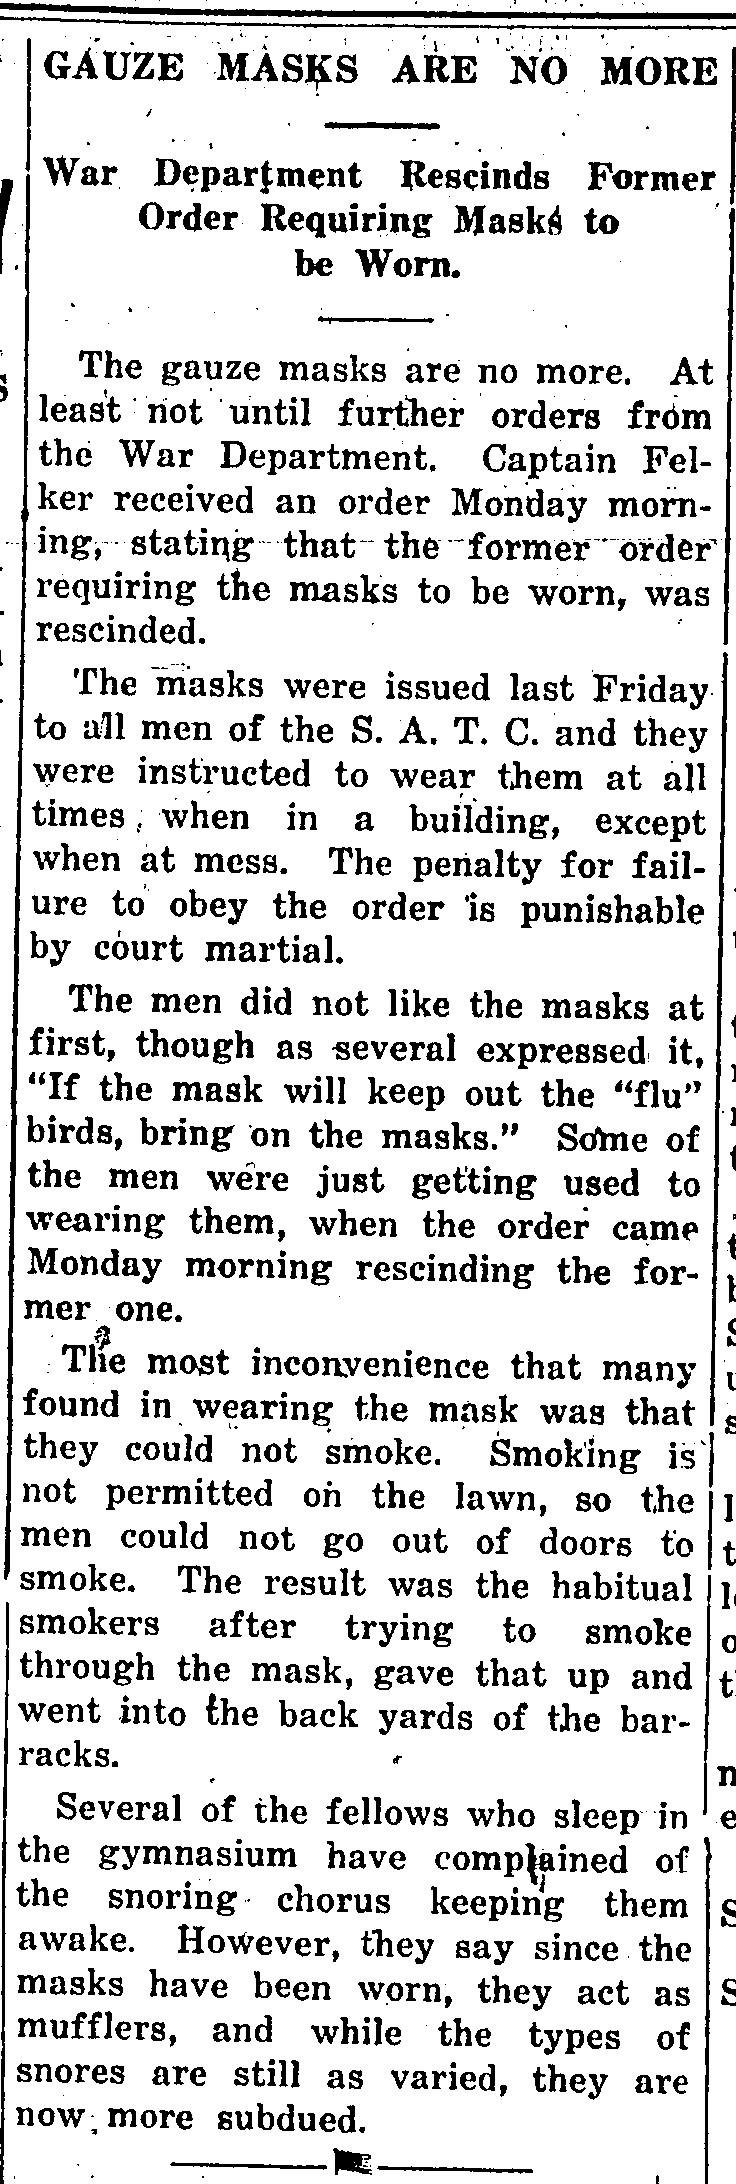 GAUZE MASKS ARE NO MORE
War Department Rescinds Former
Order Requiring Masks to
be Worn.
The gauze masks are no more. At
least not until further orders from
the War Department. Captain Fel-
ker received an order Monday morn-
ing, stating that the former order
requiring the masks to be worn, was
rescinded.
The masks were issued last Friday
to all men of the S. A. T. C. and they
were instructed to wear them at all
times, when in a building, except
when at mess. The penalty for fail-
ure to obey the order is punishable
by court martial.
The men did not like the masks at
first, though as several expressed it,
“If the mask will keep out the “flu”
birds, bring on the masks.” Some of
the men were just getting used to
wearing them, when the order came
Monday morning rescinding the for-
mer one.
The most inconvenience that many
found in wearing the mask was that
they could not smoke. Smoking is
not permitted on the lawn, so the
men could not go out of doors to
smoke. The result was the habitual
smokers after trying to smoke
through the mask, gave that up and
went into the back yards of the bar-
racks.
Several of the fellows who sleep in
the gymnasium have complained of
the snoring chorus keeping them
awake. However, they say since the
masks have been worn, they act as
mufflers, and while the types of
snores are still as varied, they are
now more subdued.